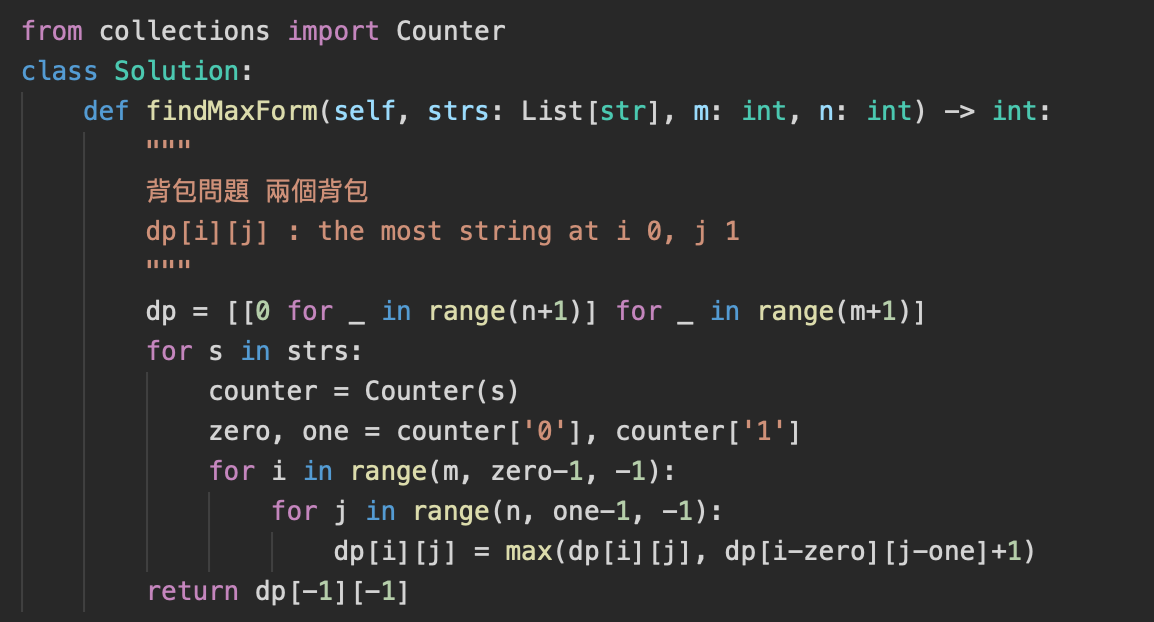 from collections import Counter
class Solution:
    def findMaxForm(self, strs: List[str], m: int, n: int) -> int:
        """
        背包問題 兩個背包
        dp[i][j] : the most string at i 0, j 1
        """
        dp = [[0 for _ in range(n+1)] for _ in range(m+1)]
        for s in strs:
            counter = Counter(s)
            zero, one = counter['0'], counter['1']
            for i in range(m, zero-1, -1):
                for j in range(n, one-1, -1):
                    dp[i][j] = max(dp[i][j], dp[i-zero][j-one]+1)
        return dp[-1][-1]